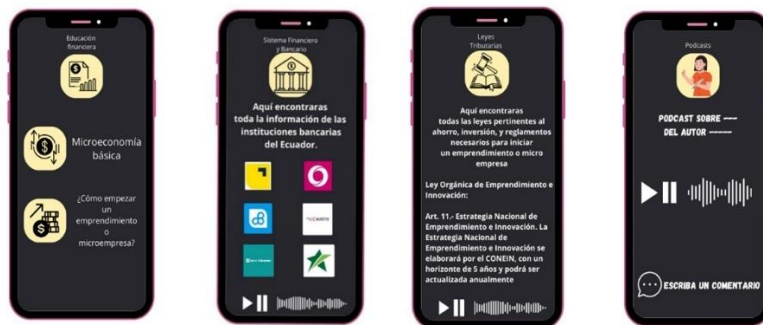 Educación
financiera
Microeconomía
básica
¿Cómo empezar
un
emprendimiento
o
microempresa?
Sistema Financiero
y Bancario
Aquí encontraras
toda la información de las
instituciones bancarias
del Ecuador.
Leyes
Tributarias
Aquí encontraras
todas las leyes pertinentes al
ahorro, inversión, y reglamentos
necesarios para iniciar
un emprendimiento o micro
empresa
Ley Orgánica de Emprendimiento e
Innovación:
Art. 11.- Estrategia Nacional de
Emprendimiento e Innovación. La
Estrategia Nacional de
Emprendimiento e Innovación se
elaborará por el CONEIN, con un
horizonte de 5 años y podrá ser
actualizada anualmente
Podcasts
PODCAST SOBRE ---
DEL AUTOR -----
ESCRIBA UN COMENTARIO